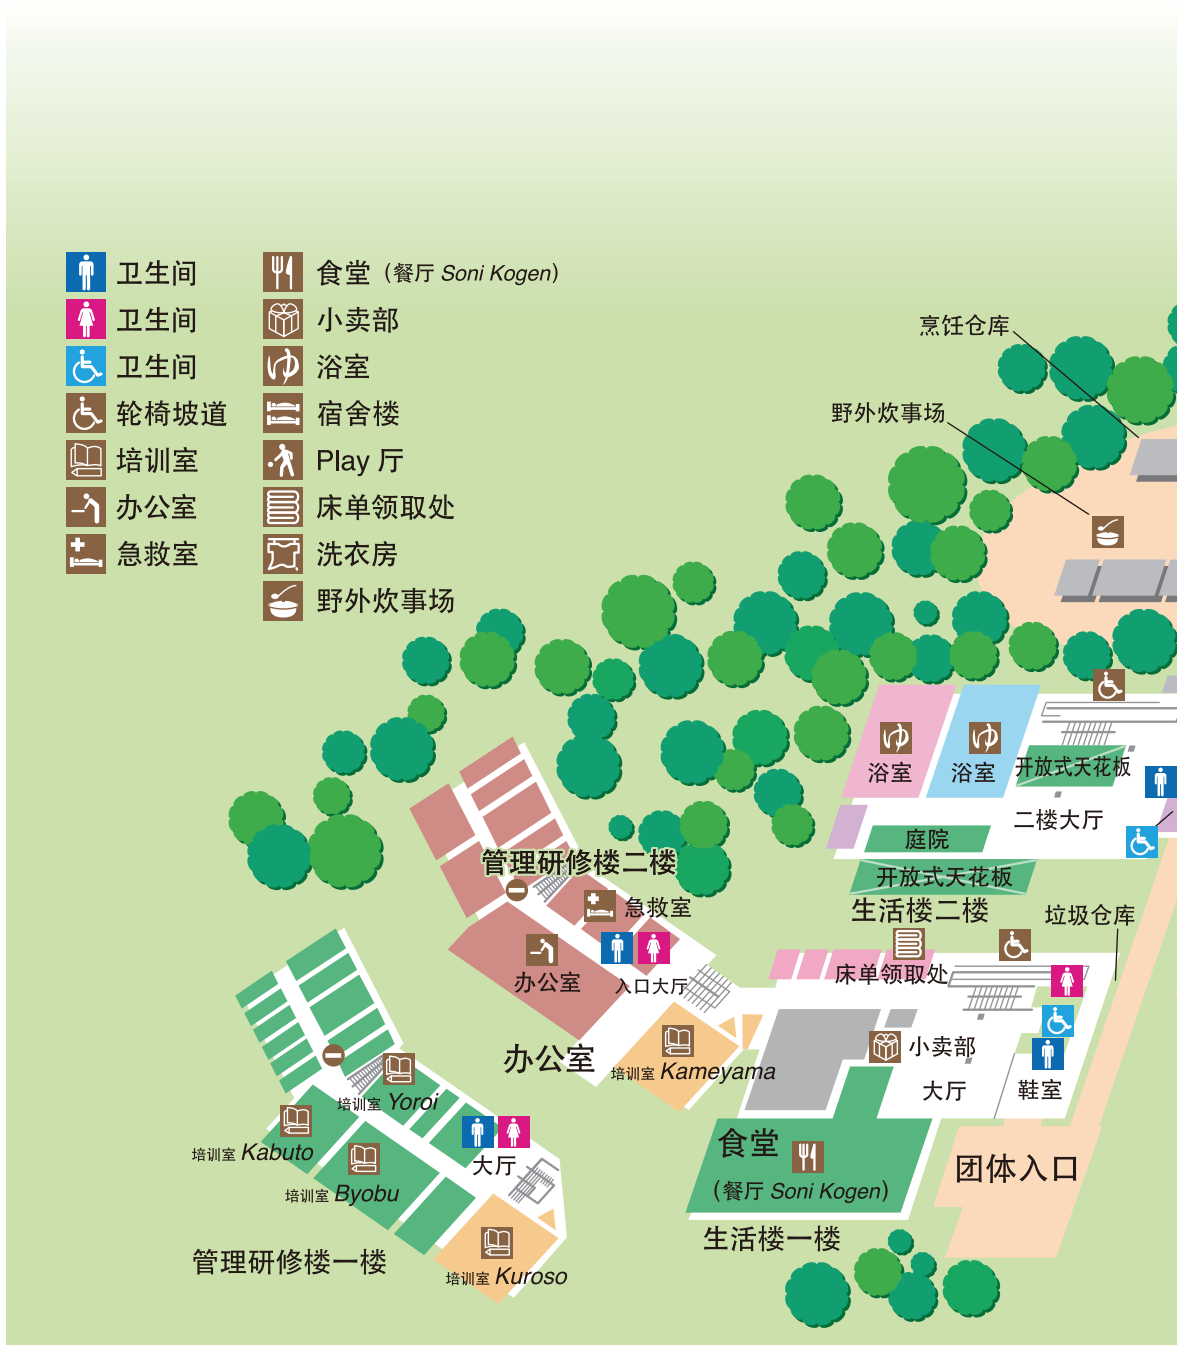 卫生间
卫生间
卫生间
轮椅坡道
培训室
办公室
急救室
食堂（餐厅 Soni Kogen）
小卖部
浴室
宿舍楼
Play 厅
床单领取处
洗衣房
野外炊事场
烹饪仓库
野外炊事场
ゆ
ゆ
ゆ
浴室
浴室
开放式天花板
二楼大厅
庭院
开放式天花板
生活楼二楼
垃圾仓库
管理研修楼二楼
急救室
办公室
入口大厅
床单领取处
办公室
培训室 Kameyama
小卖部
大厅
鞋室
培训室 Yoroi
培训室 Kabuto
培训室 Byobu
大厅
食堂
（餐厅 Soni Kogen）
团体入口
生活楼一楼
管理研修楼一楼
培训室 Kuroso